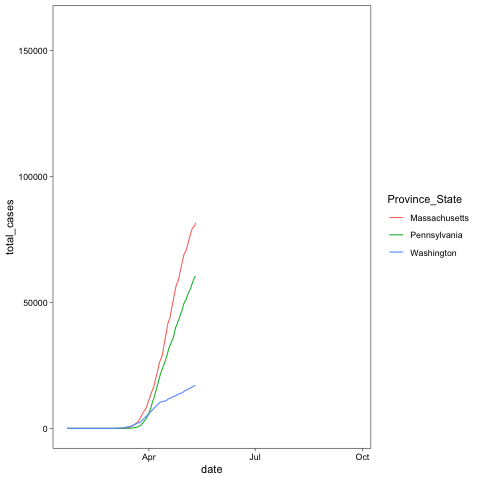 150000
100000
50000
0
total_cases
Apr
Jul
Oct
date
Province_State
Massachusetts
Pennsylvania
Washington